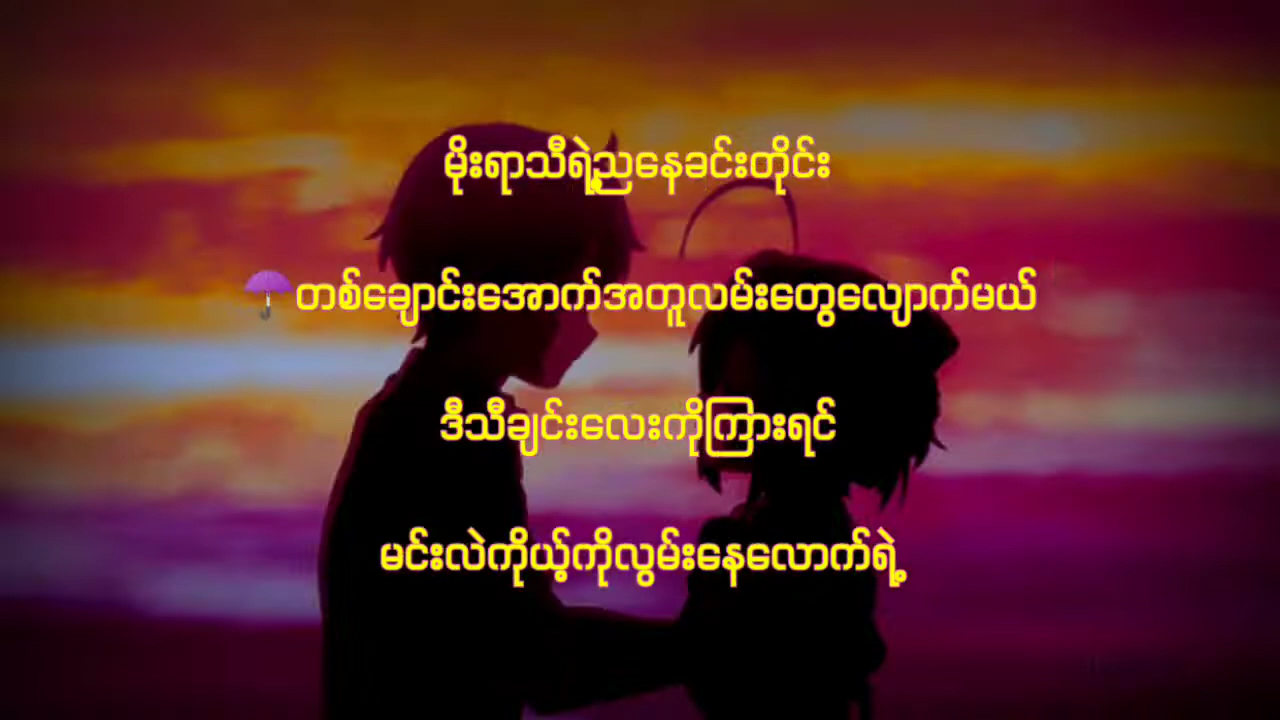 မိုးရာသီရဲ့ညနေခင်းတိုင်း
☂️တစ်ချောင်းအောက်အတူလမ်းတွေလျောက်မယ်
ဒီသီချင်းလေးကိုကြားရင်
မင်းလဲကိုယ့်ကိုလွမ်းနေလောက်ရဲ့